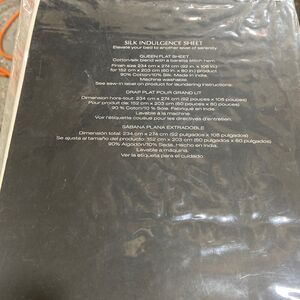 SILK INDULGENCE SHEET
Elevate your bed to another level of serenity
QUEEN FLAT SHEET
Cotton/silk blend with a baratta stitch hem.
Finish size 234 cm x 274 cm (92 in. x 108 in.)
for 152 cm x 203 cm (60 in. x 80 in.) product
90% Cotton/10% Silk. Made in India.
Machine washable.
See sew-in label on product for laundering instructions.
DRAP PLAT POUR GRAND LIT
Dimension hors-tout: 234 cm x 274 cm (92 pouces x 108 pouces)
Pour produit de 152 cm x 203 cm (60 pouces x 80 pouces)
90 % Coton/10 % Soie. Fabriqué en Inde.
Lavable à la machine.
Voir l'étiquette cousue pour les directives d'entretien.
SABANA PLANA EXTRADOBLE
Dimensión total: 234 cm x 274 cm (92 pulgadas x 108 pulgadas)
Se ajusta al tamaño del producto: 152 cm x 203 cm (60 pulgadas x 80 pulgadas)
90% Algodón/10% Seda. Hecho en India.
Lavable a máquina.
Ver la etiqueta para el cuidado.